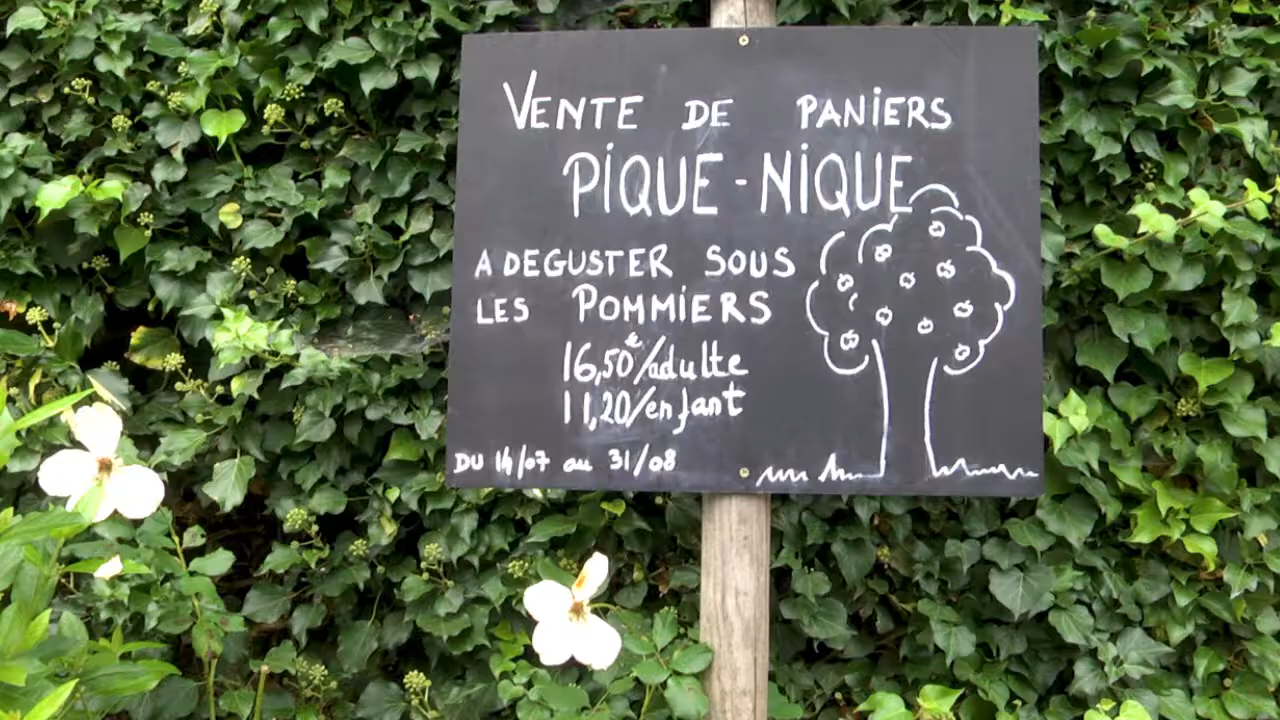 VENTE DE PANIERS
PIQUE-NIQUE
A DEGUSTER SOUS
LES POMMIERS
16,50€/adulte
11,20/enfant
DU 14/07 au 31/08